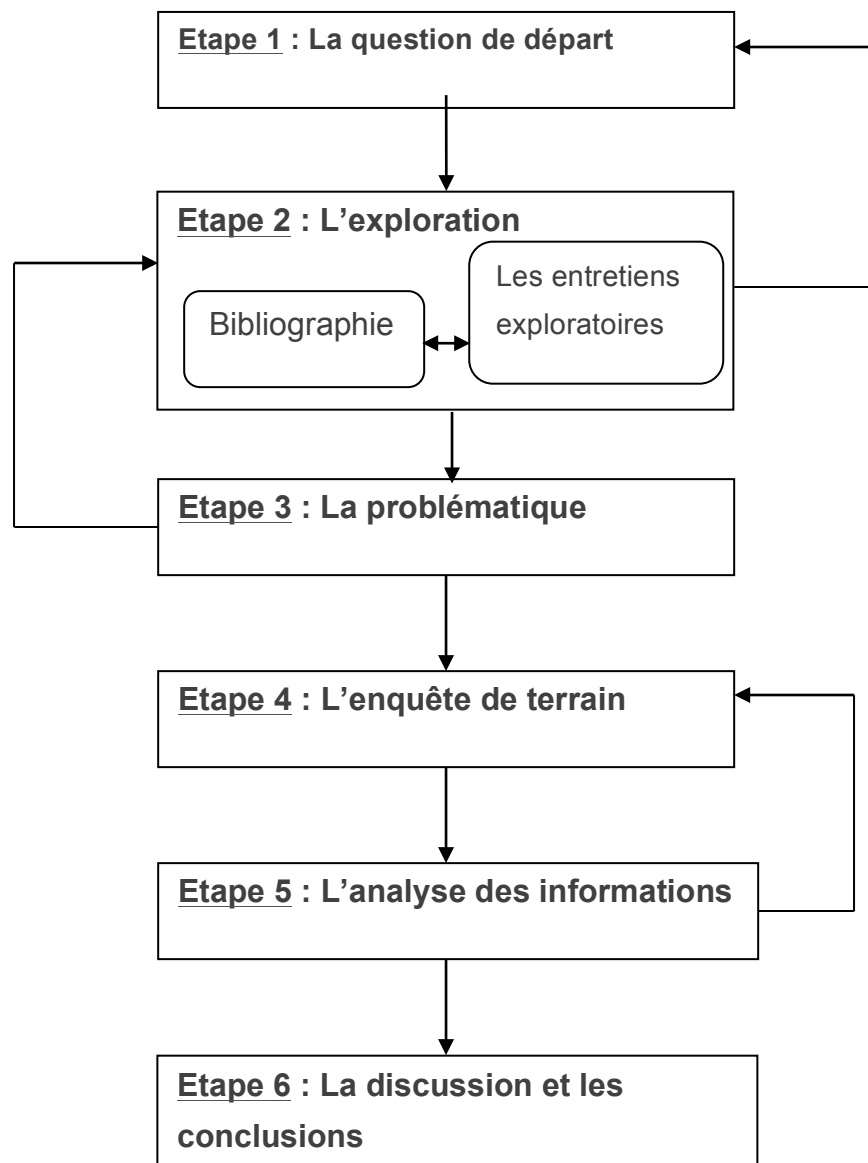 Etape 1 : La question de départ
Etape 2 : L’exploration
Bibliographie
Les entretiens
exploratoires
Etape 3 : La problématique
Etape 4 : L’enquête de terrain
Etape 5 : L’analyse des informations
Etape 6 : La discussion et les
conclusions